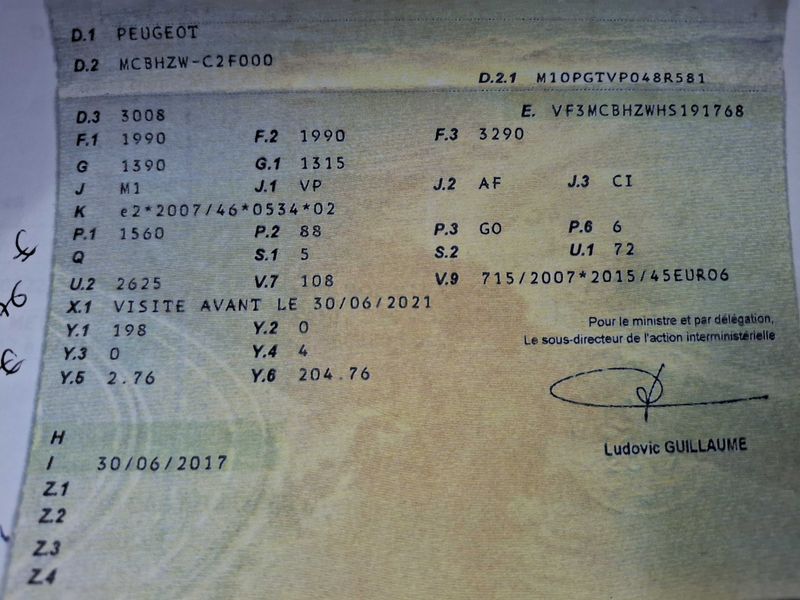 D.1 PEUGEOT
D.2 MCBHZW-C2F000
D.2.1 M10PGTVP048R581
D.3 3008 E. VF3MCBHZWHS191768
F.1 1990 F.2 1990 F.3 3290
G 1390 G.1 1315
J M1 J.1 VP J.2 AF J.3 CI
K e2*2007/46*0534*02
P.1 1560 P.2 88 P.3 GO P.6 6
Q S.1 5 S.2 U.1 72
U.2 2625 V.7 108 V.9 715/2007*2015/45EURO6
X.1 VISITE AVANT LE 30/06/2021
Y.1 198 Y.2 0
Y.3 0 Y.4 4
Y.5 2.76 Y.6 204.76
Pour le ministre et par délégation,
Le sous-directeur de l'action interministérielle
Ludovic GUILLAUME
H
I 30/06/2017
Z.1
Z.2
Z.3
Z.4